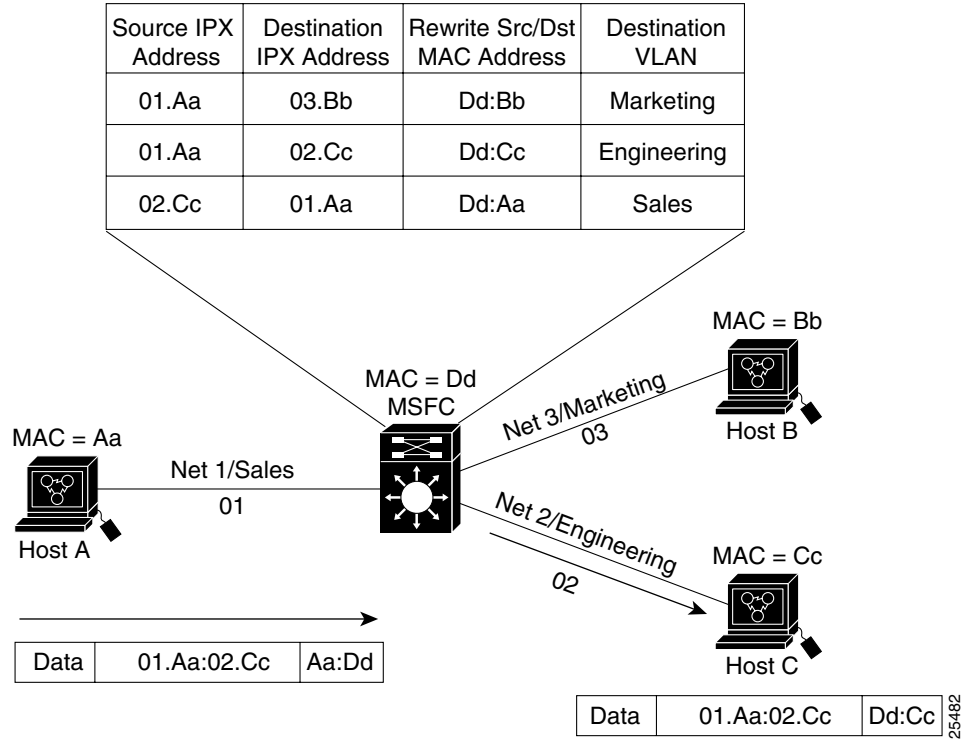 Source IPX Address
Destination IPX Address
Rewrite Src/Dst MAC Address
Destination VLAN
01.Aa 03.Bb Dd:Bb Marketing
01.Aa 02.Cc Dd:Cc Engineering
02.Cc 01.Aa Dd:Aa Sales
MAC = Bb
MAC = Dd
MSFC
Net 3/Marketing
03
Host B
MAC = Aa
Net 1/Sales
01
Host A
Net 2/Engineering
02
MAC = Cc
Host C
Data 01.Aa:02.Cc Aa:Dd
Data 01.Aa:02.Cc Dd:Cc
25482